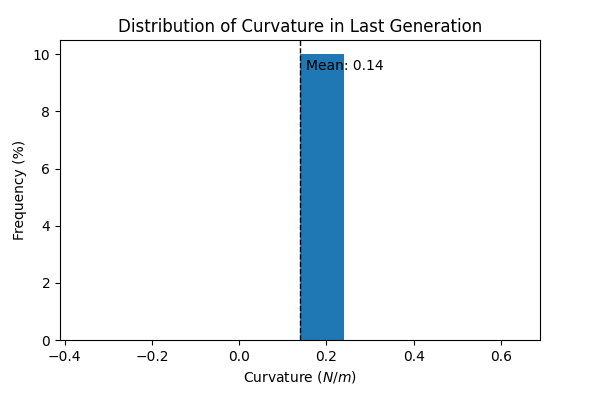 Distribution of Curvature in Last Generation
10
Mean: 0.14
8
6
4
2
0
Frequency (%)
−0.4 −0.2 0.0 0.2 0.4 0.6
Curvature (N/m)